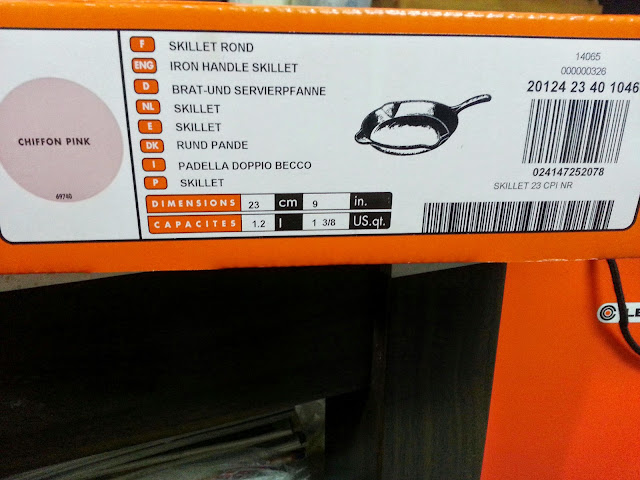 CHIFFON PINK
69740
F SKILLET ROND
ENG IRON HANDLE SKILLET
D BRAT-UND SERVIERPFANNE
NL SKILLET
E SKILLET
DK RUND PANDE
I PADELLA DOPPIO BECCO
P SKILLET
DIMENSIONS 23 cm 9 in.
CAPACITES 1.2 l 1 3/8 US.qt.
14065
000000326
20124 23 40 1046
024147252078
SKILLET 23 CPI NR